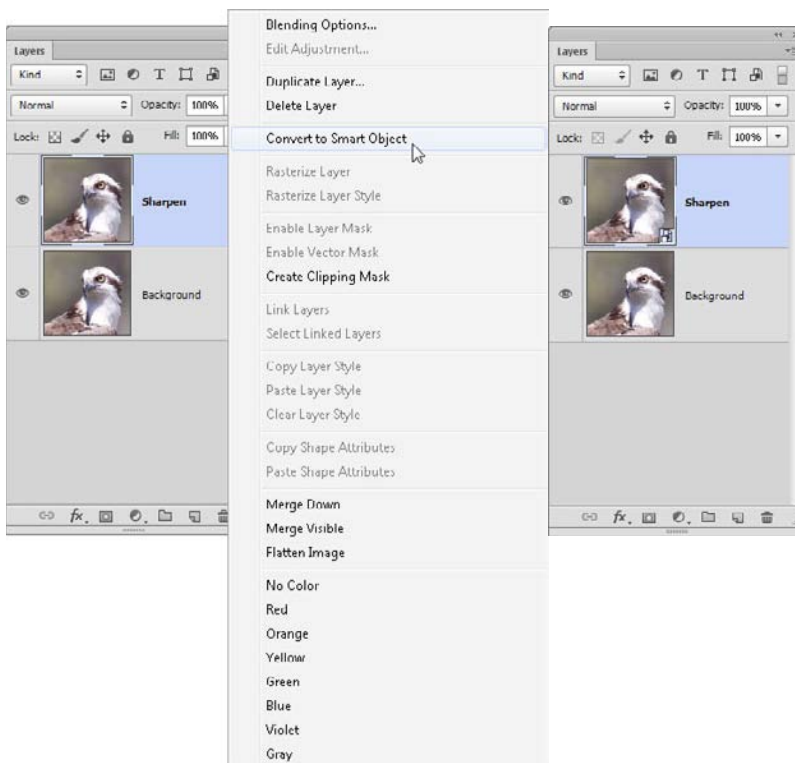 Layers
Kind
T
Normal
Opacity: 100%
Lock:
Fill: 100%
Sharpen
Background
fx.
Blending Options...
Edit Adjustment...
Duplicate Layer...
Delete Layer
Convert to Smart Object
Rasterize Layer
Rasterize Layer Style
Enable Layer Mask
Enable Vector Mask
Create Clipping Mask
Link Layers
Select Linked Layers
Copy Layer Style
Paste Layer Style
Clear Layer Style
Copy Shape Attributes
Paste Shape Attributes
Merge Down
Merge Visible
Flatten Image
No Color
Red
Orange
Yellow
Green
Blue
Violet
Gray
Layers
Kind
T
Normal
Opacity: 100%
Lock:
Fill: 100%
Sharpen
Background
fx.